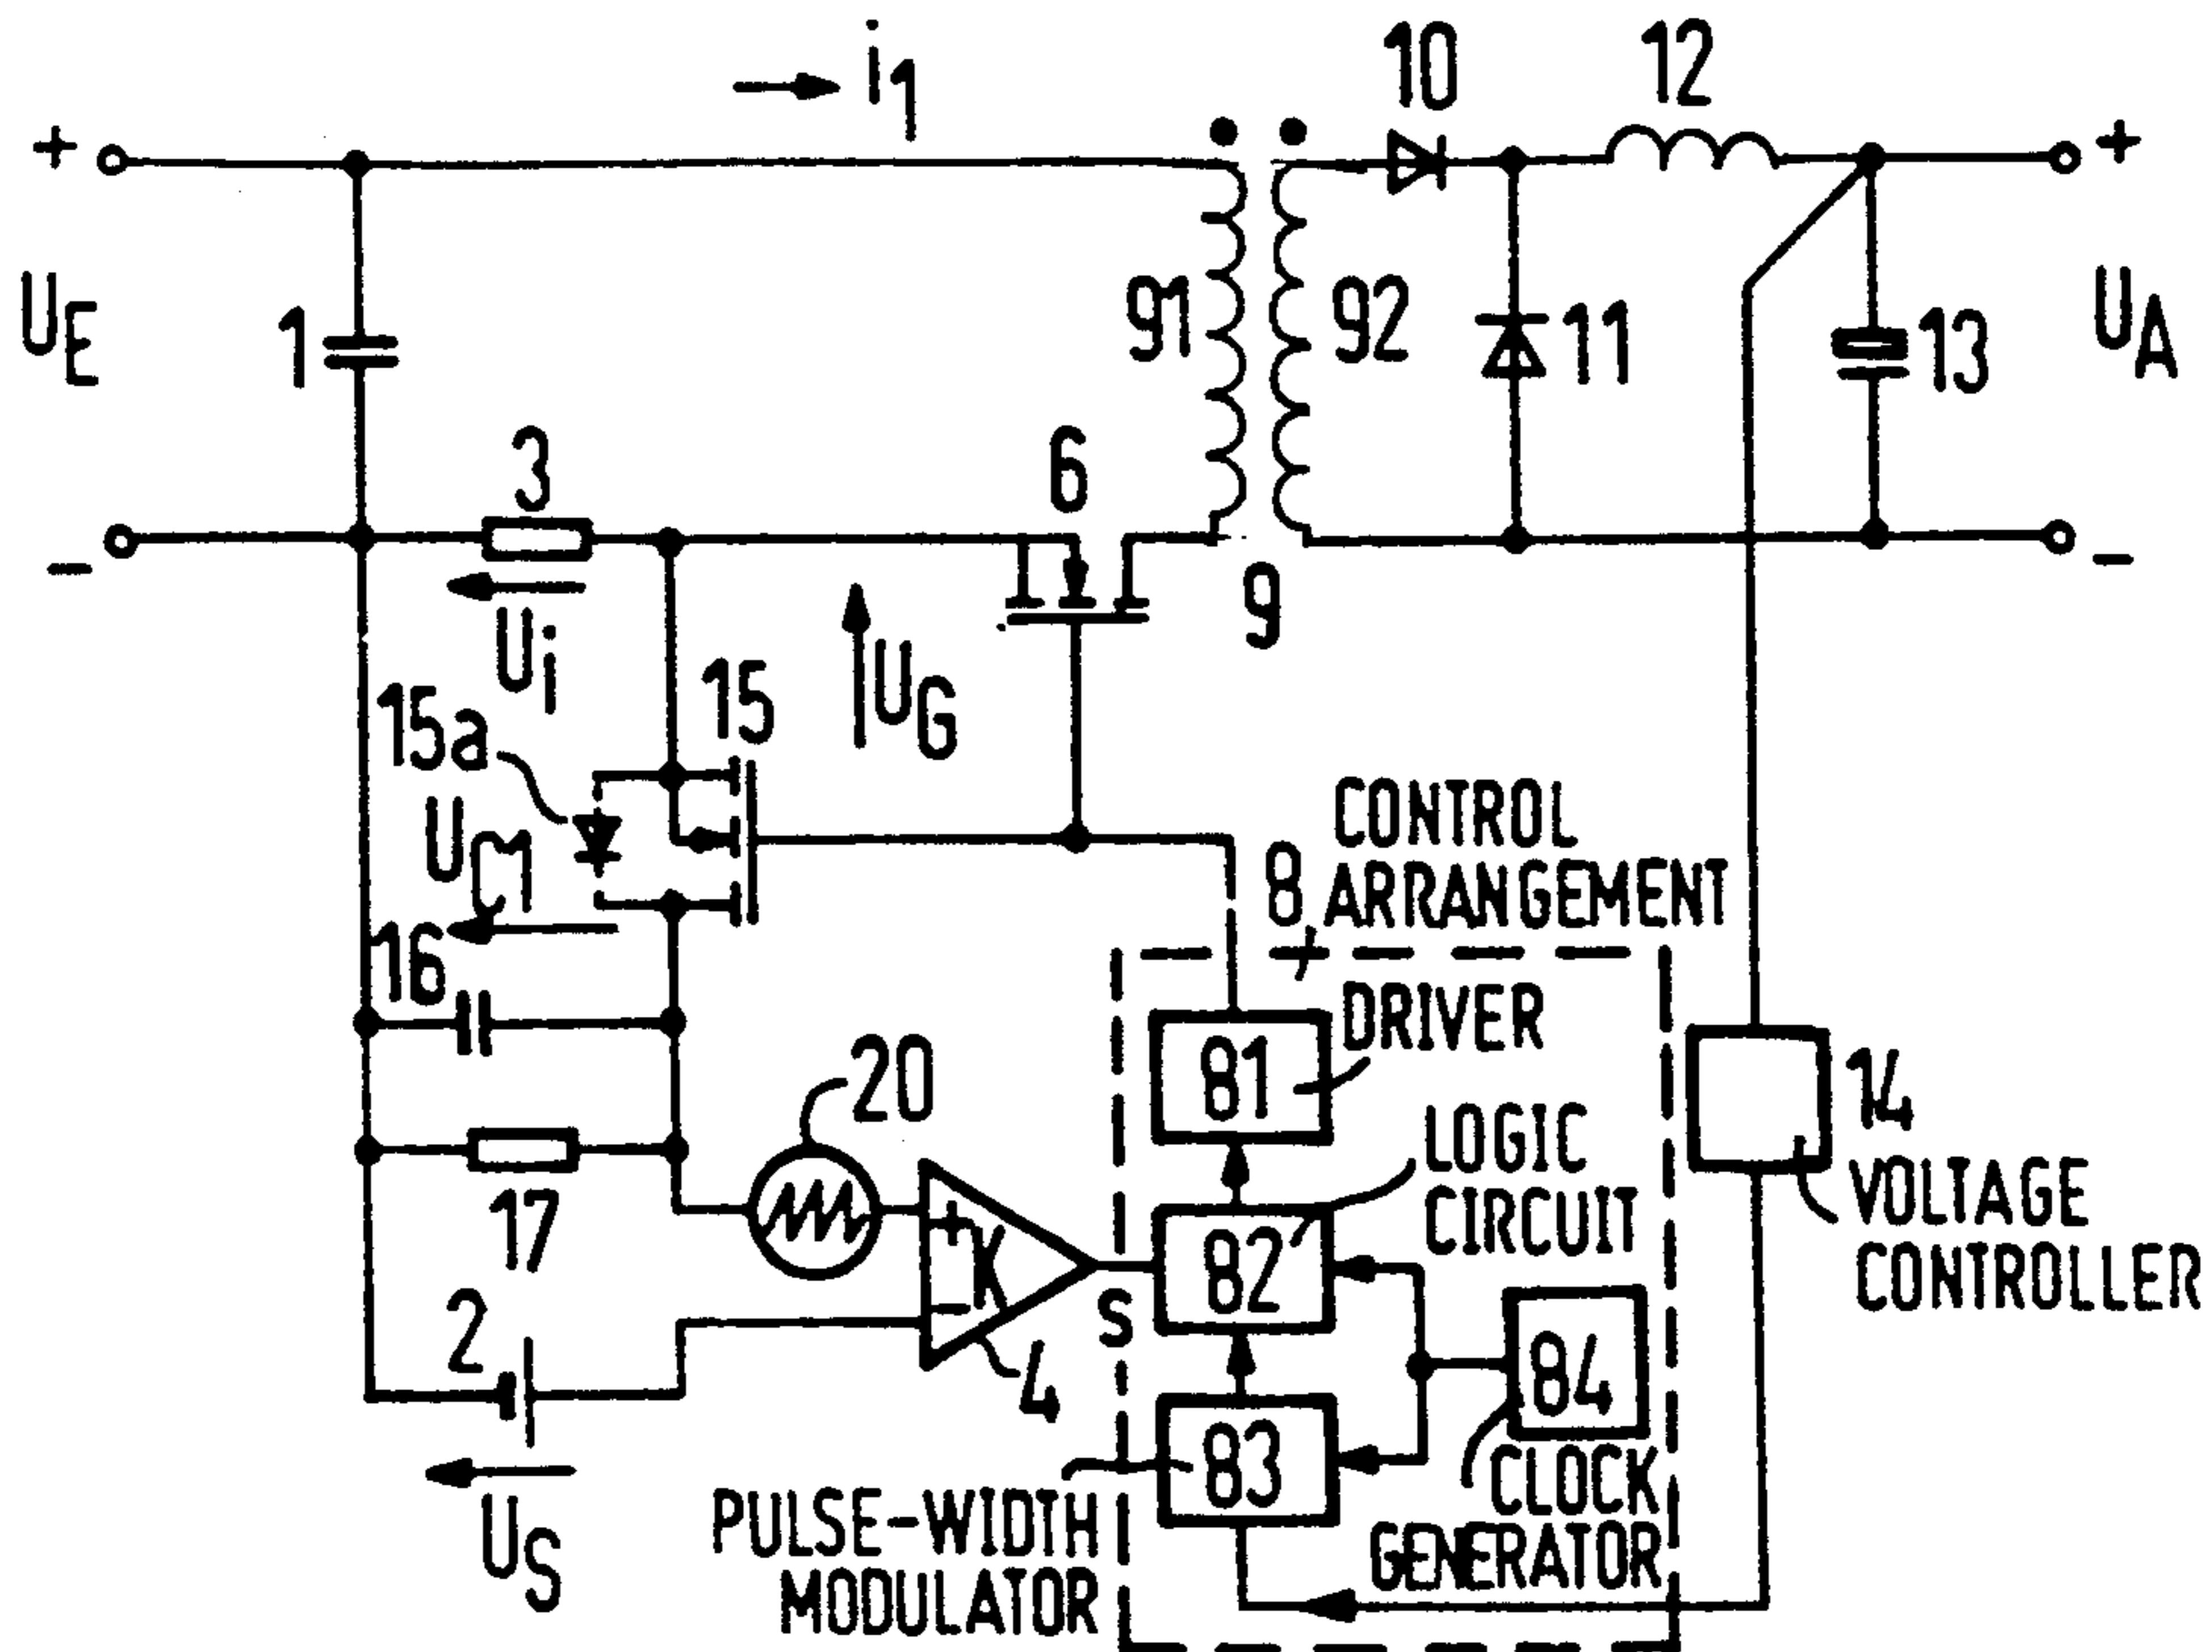 i1
10
12
+
+
UE
1
91
92
11
13
UA
3
6
-
-
9
Ui
15
UG
15a
UCM
CONTROL
8 ARRANGEMENT
16
DRIVER
81
20
14
LOGIC
CIRCUIT
VOLTAGE
CONTROLLER
17
+
K
-
82
S
2
4
84
83
CLOCK
GENERATOR
US
PULSE-WIDTH
MODULATOR